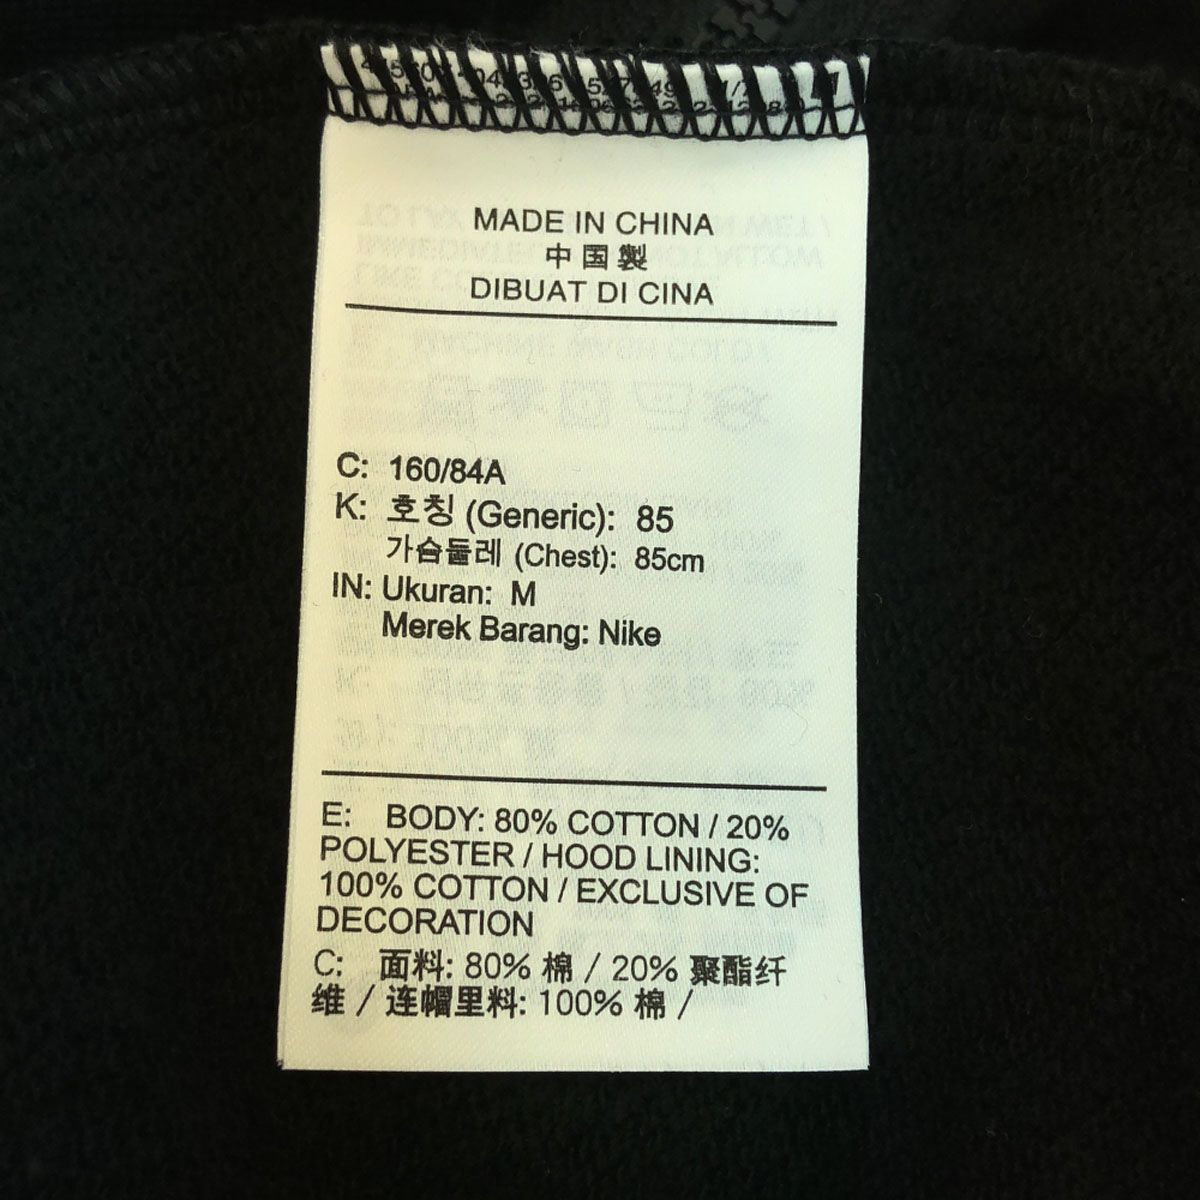 MADE IN CHINA
中国製
DIBUAT DI CINA
C: 160/84A
K: 호칭 (Generic): 85
가슴둘레 (Chest): 85cm
IN: Ukuran: M
Merek Barang: Nike
E: BODY: 80% COTTON / 20%
POLYESTER / HOOD LINING:
100% COTTON / EXCLUSIVE OF
DECORATION
C: 面料: 80% 棉 / 20% 聚酯纤
维 / 连帽里料: 100% 棉 /